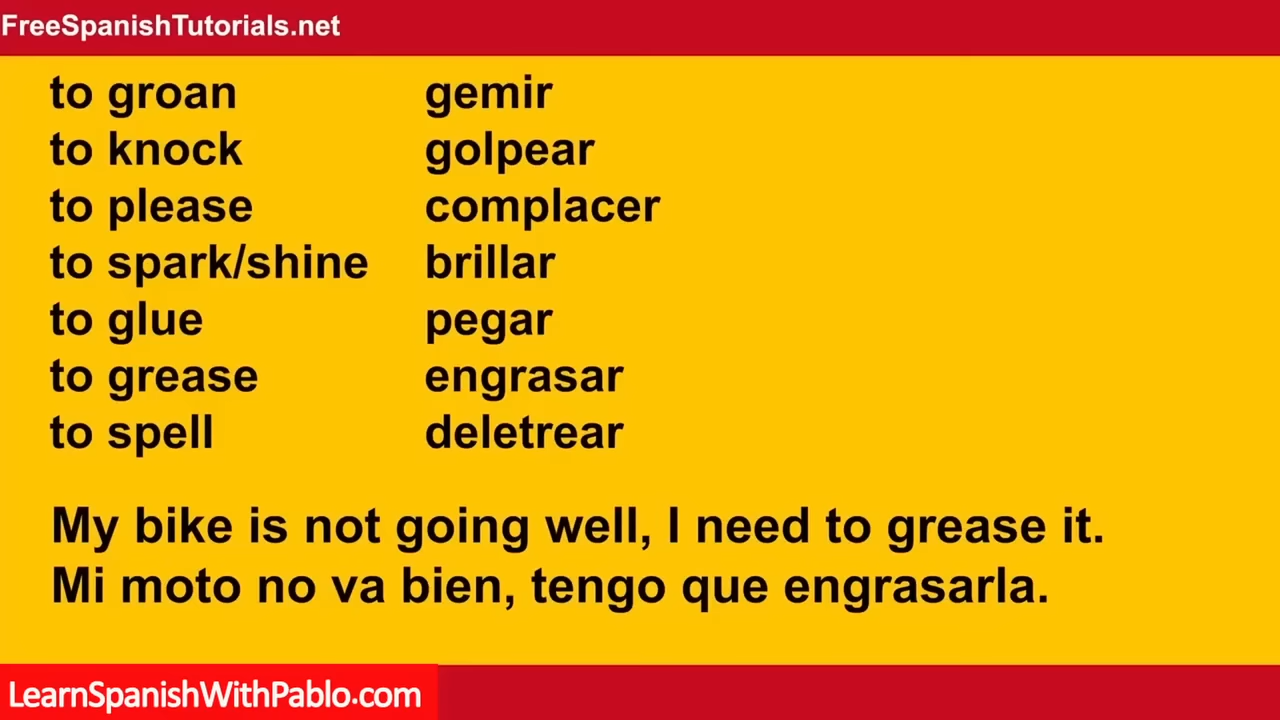 FreeSpanishTutorials.net
to groan gemir
to knock golpear
to please complacer
to spark/shine brillar
to glue pegar
to grease engrasar
to spell deletrear
My bike is not going well, I need to grease it.
Mi moto no va bien, tengo que engrasarla.
LearnSpanishWithPablo.com